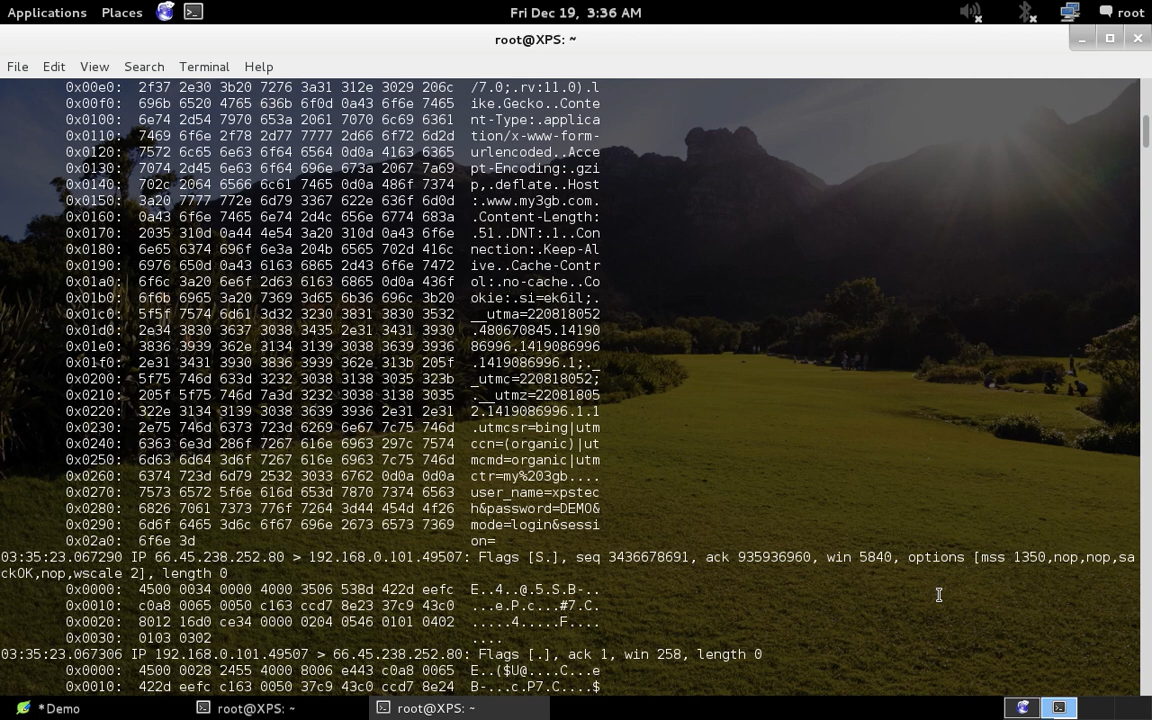 Applications Places Fri Dec 19, 3:36 AM root
root@XPS: ~
File Edit View Search Terminal Help
0x00e0: 2f37 2e30 3b20 7276 3a31 312e 3029 206c /7.0;.rv:11.0).l
0x00f0: 696b 6520 4765 636b 6f0d 0a43 6f6e 7465 ike.Gecko..Conte
0x0100: 6e74 2d54 7970 653a 2061 7070 6c69 6361 nt-Type:.applica
0x0110: 7469 6f6e 2f78 2d77 7777 2d66 6f72 6d2d tion/x-www-form-
0x0120: 7572 6c65 6e63 6f64 6564 0d0a 4163 6365 urlencoded..Acce
0x0130: 7074 2d45 6e63 6f64 696e 673a 2067 7a69 pt-Encoding:.gzi
0x0140: 702c 2064 6566 6c61 7465 0d0a 486f 7374 p,.deflate..Host
0x0150: 3a20 7777 772e 6d79 3367 622e 636f 6d0d :.www.my3gb.com.
0x0160: 0a43 6f6e 7465 6e74 2d4c 656e 6774 683a .Content-Length:
0x0170: 2035 310d 0a44 4e54 3a20 310d 0a43 6f6e .51..DNT:.1..Con
0x0180: 6e65 6374 696f 6e3a 204b 6565 702d 416c nection:.Keep-Al
0x0190: 6976 650d 0a43 6163 6865 2d43 6f6e 7472 ive..Cache-Contr
0x01a0: 6f6c 3a20 6e6f 2d63 6163 6865 0d0a 436f ol:.no-cache..Co
0x01b0: 6f6b 6965 3a20 7369 3d65 6b36 696c 3b20 okie:.si=ek6il;.
0x01c0: 5f5f 7574 6d61 3d32 3230 3831 3830 3532 __utma=220818052
0x01d0: 2e34 3830 3637 3038 3435 2e31 3431 3930 .480670845.14190
0x01e0: 3836 3939 362e 3134 3139 3038 3639 3936 86996.1419086996
0x01f0: 2e31 3431 3930 3836 3939 362e 313b 205f .1419086996.1;._
0x0200: 5f75 746d 633d 3232 3038 3138 3035 323b _utmc=220818052;
0x0210: 205f 5f75 746d 7a3d 3232 3038 3138 3035 .__utmz=22081805
0x0220: 322e 3134 3139 3038 3639 3936 2e31 2e31 2.1419086996.1.1
0x0230: 2e75 746d 6373 723d 6269 6e67 7c75 746d .utmcsr=bing|utm
0x0240: 6363 6e3d 286f 7267 616e 6963 297c 7574 ccn=(organic)|ut
0x0250: 6d63 6d64 3d6f 7267 616e 6963 7c75 746d mcmd=organic|utm
0x0260: 6374 723d 6d79 2532 3033 6762 0d0a 0d0a ctr=my%203gb....
0x0270: 7573 6572 5f6e 616d 653d 7870 7374 6563 user_name=xpstec
0x0280: 6826 7061 7373 776f 7264 3d44 454d 4f26 h&password=DEMO&
0x0290: 6d6f 6465 3d6c 6f67 696e 2673 6573 7369 mode=login&sessi
0x02a0: 6f6e 3d on=
03:35:23.067290 IP 66.45.238.252.80 > 192.168.0.101.49507: Flags [S.], seq 3436678691, ack 935936960, win 5840, options [mss 1350,nop,nop,sa
ckOK,nop,wscale 2], length 0
0x0000: 4500 0034 0000 4000 3506 538d 422d eefc E..4..@.5.S.B-..
0x0010: c0a8 0065 0050 c163 ccd7 8e23 37c9 43c0 ...e.P.c...#7.C.
0x0020: 8012 16d0 ce34 0000 0204 0546 0101 0402 .....4.....F....
0x0030: 0103 0302 ....
03:35:23.067306 IP 192.168.0.101.49507 > 66.45.238.252.80: Flags [.], ack 1, win 258, length 0
0x0000: 4500 0028 2455 4000 8006 e443 c0a8 0065 E..($U@....C...e
0x0010: 422d eefc c163 0050 37c9 43c0 ccd7 8e24 B-...c.P7.C....$
*Demo root@XPS: ~ root@XPS: ~